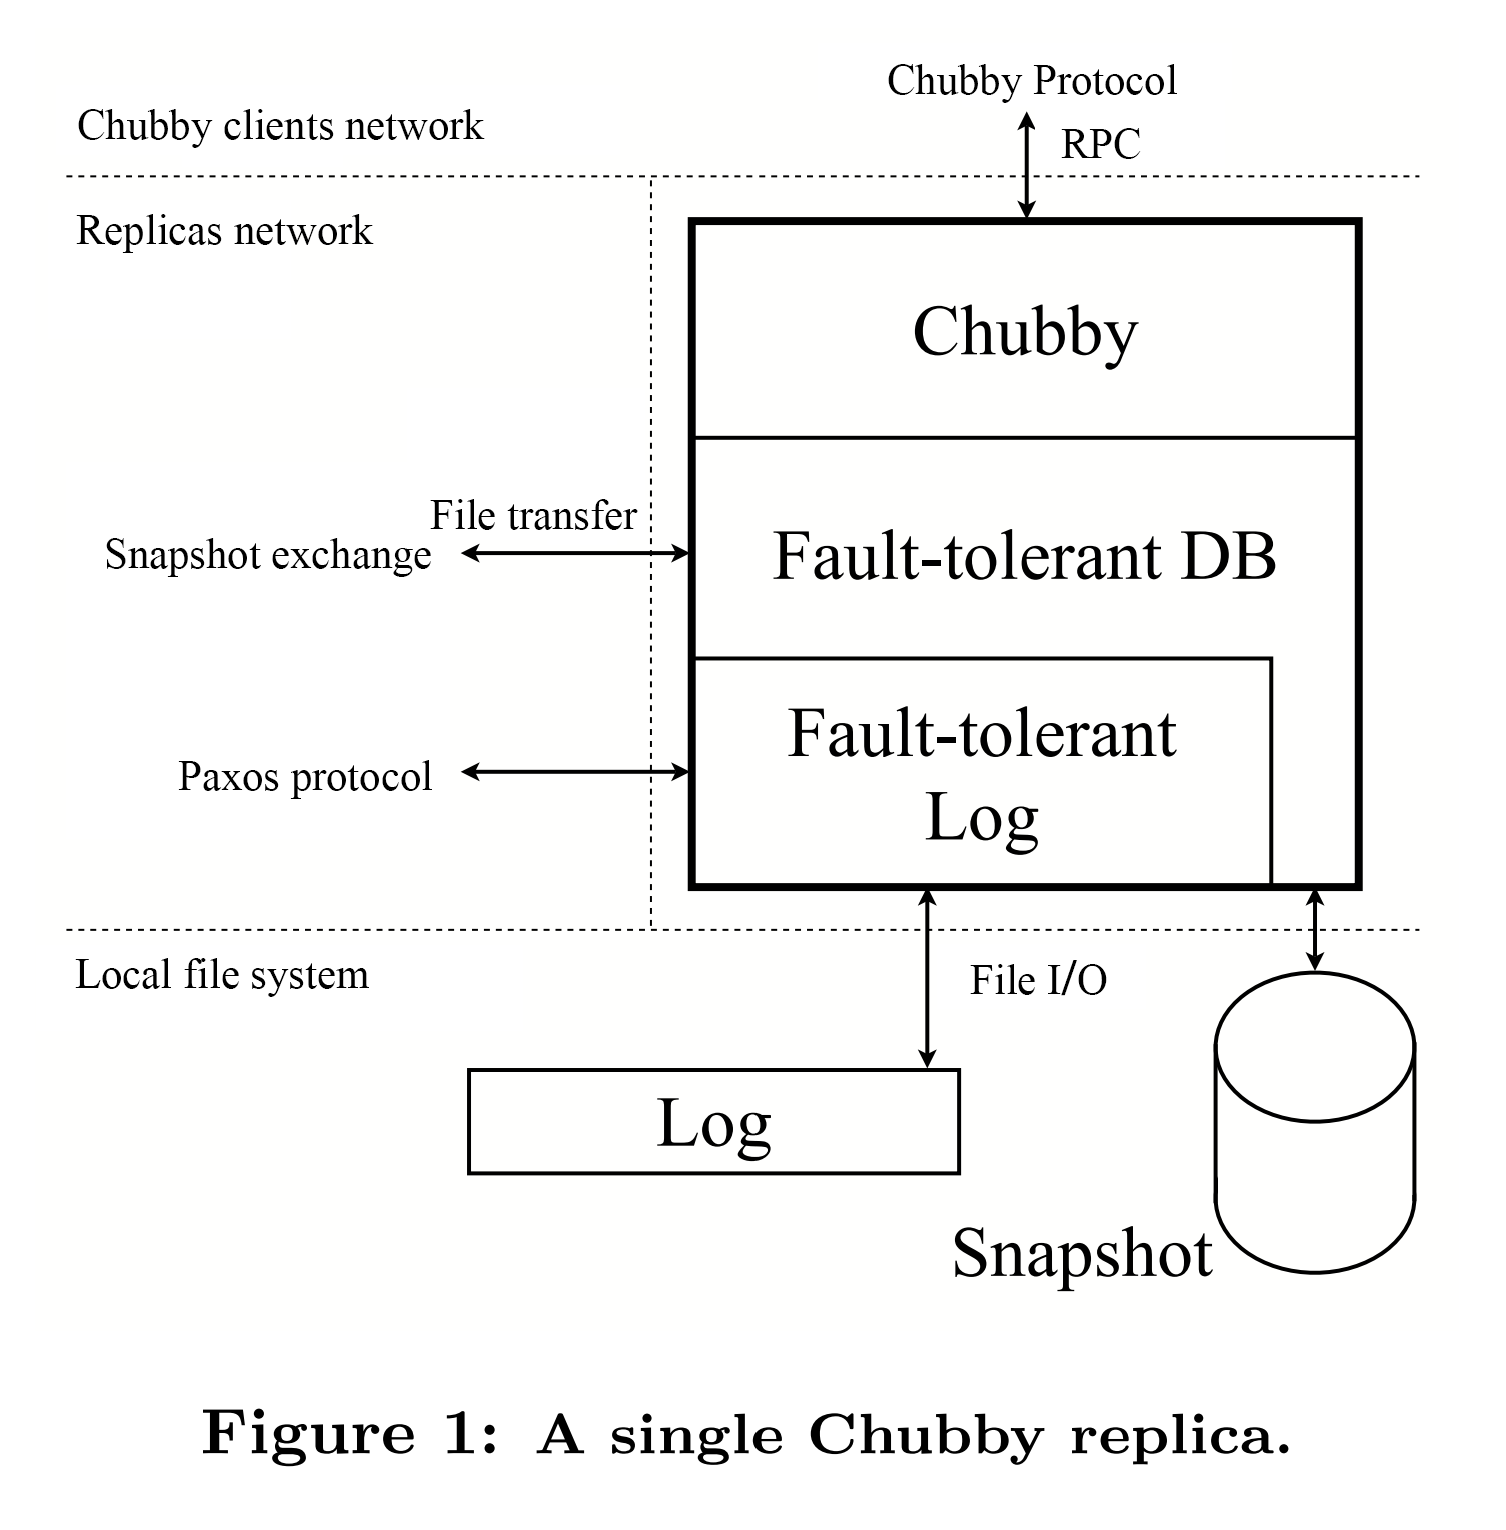 Chubby Protocol
Chubby clients network
RPC
Replicas network
Chubby
File transfer
Snapshot exchange
Fault-tolerant DB
Paxos protocol
Fault-tolerant
Log
Local file system
File I/O
Log
Snapshot
Figure 1: A single Chubby replica.